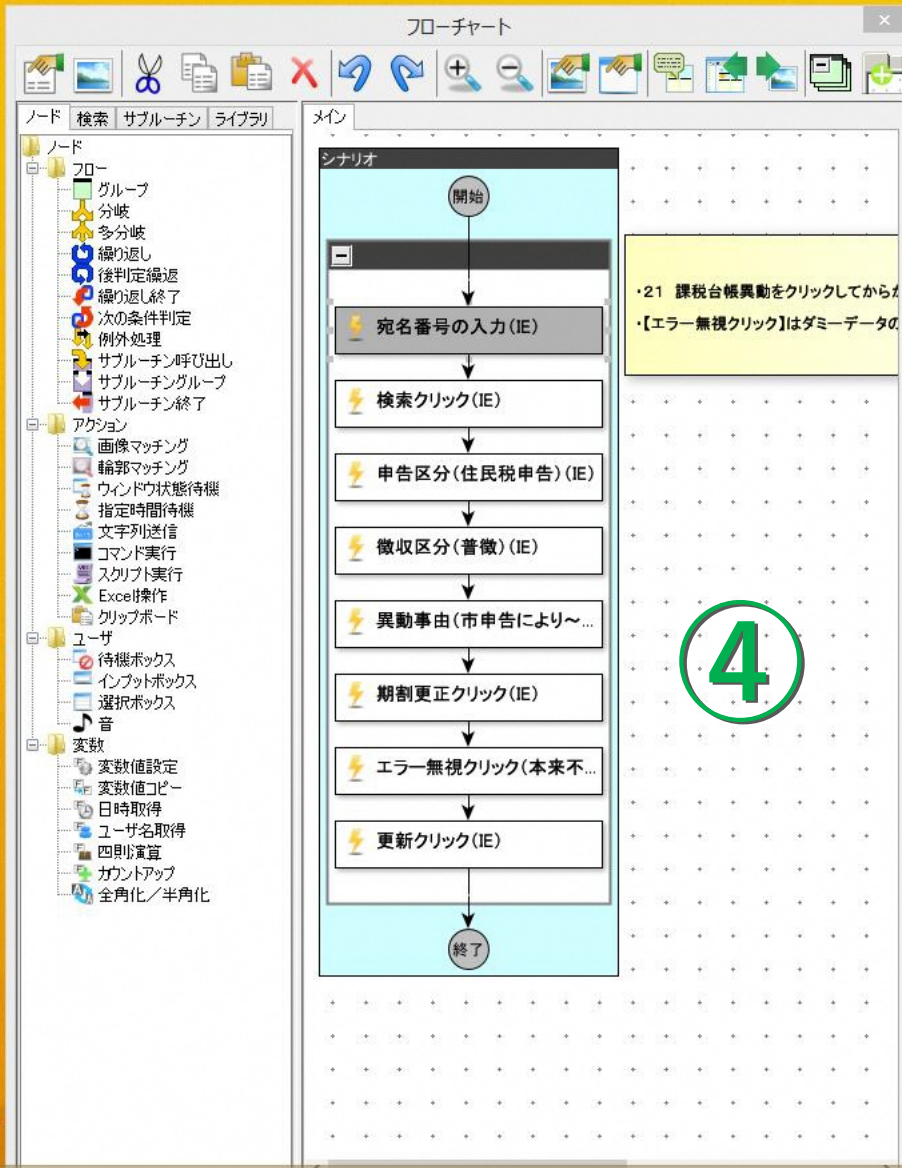 フローチャート
ノード 検索 サブルーチン ライブラリ
メイン
ノード
フロー
グループ
分岐
多分岐
繰り返し
後判定繰返
繰り返し終了
次の条件判定
例外処理
サブルーチン呼び出し
サブルーチングループ
サブルーチン終了
アクション
画像マッチング
輪郭マッチング
ウィンドウ状態待機
指定時間待機
文字列送信
コマンド実行
スクリプト実行
Excel操作
クリップボード
ユーザ
待機ボックス
インプットボックス
選択ボックス
音
変数
変数値設定
変数値コピー
日時取得
ユーザ名取得
四則演算
カウントアップ
全角化／半角化
シナリオ
開始
宛名番号の入力(IE)
検索クリック(IE)
申告区分(住民税申告)(IE)
徴収区分(普徴)(IE)
異動事由(市申告により～...
期割更正クリック(IE)
エラー無視クリック(本来不...
更新クリック(IE)
終了
・21 課税台帳異動をクリックしてから
・【エラー無視クリック】はダミーデータの
④